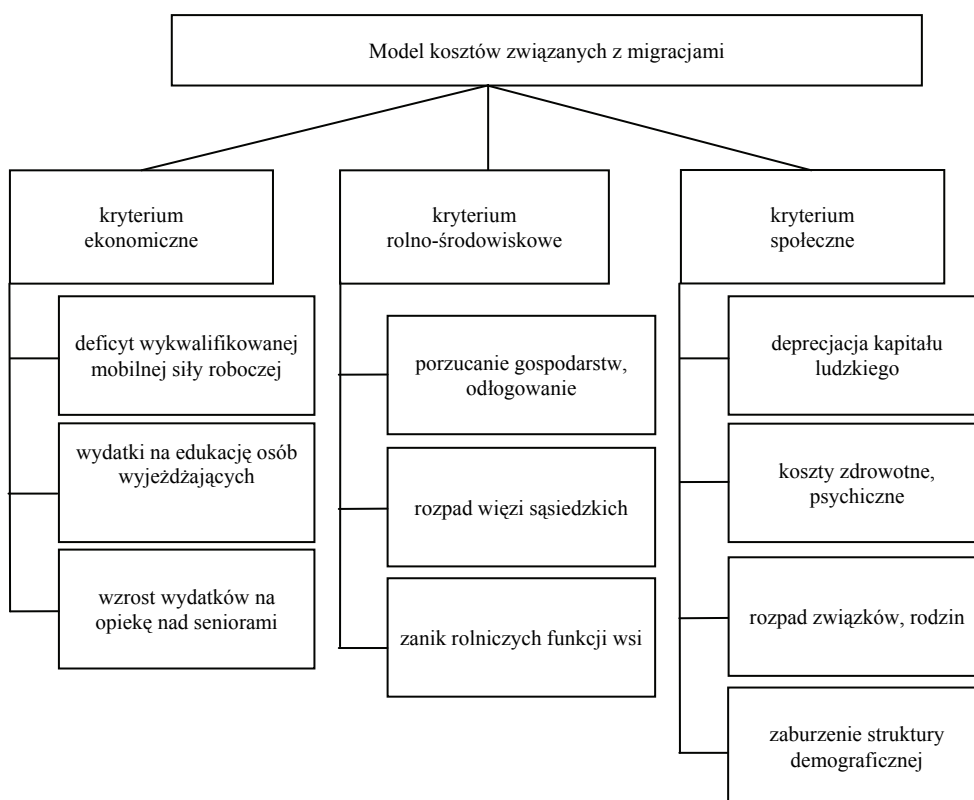 Model kosztów związanych z migracjami
kryterium
ekonomiczne
deficyt wykwalifikowanej
mobilnej siły roboczej
wydatki na edukację osób
wyjeżdżających
wzrost wydatków na
opiekę nad seniorami
kryterium
rolno-środowiskowe
porzucanie gospodarstw,
odłogowanie
rozpad więzi sąsiedzkich
zanik rolniczych funkcji wsi
kryterium
społeczne
deprecjacja kapitału
ludzkiego
koszty zdrowotne,
psychiczne
rozpad związków, rodzin
zaburzenie struktury
demograficznej